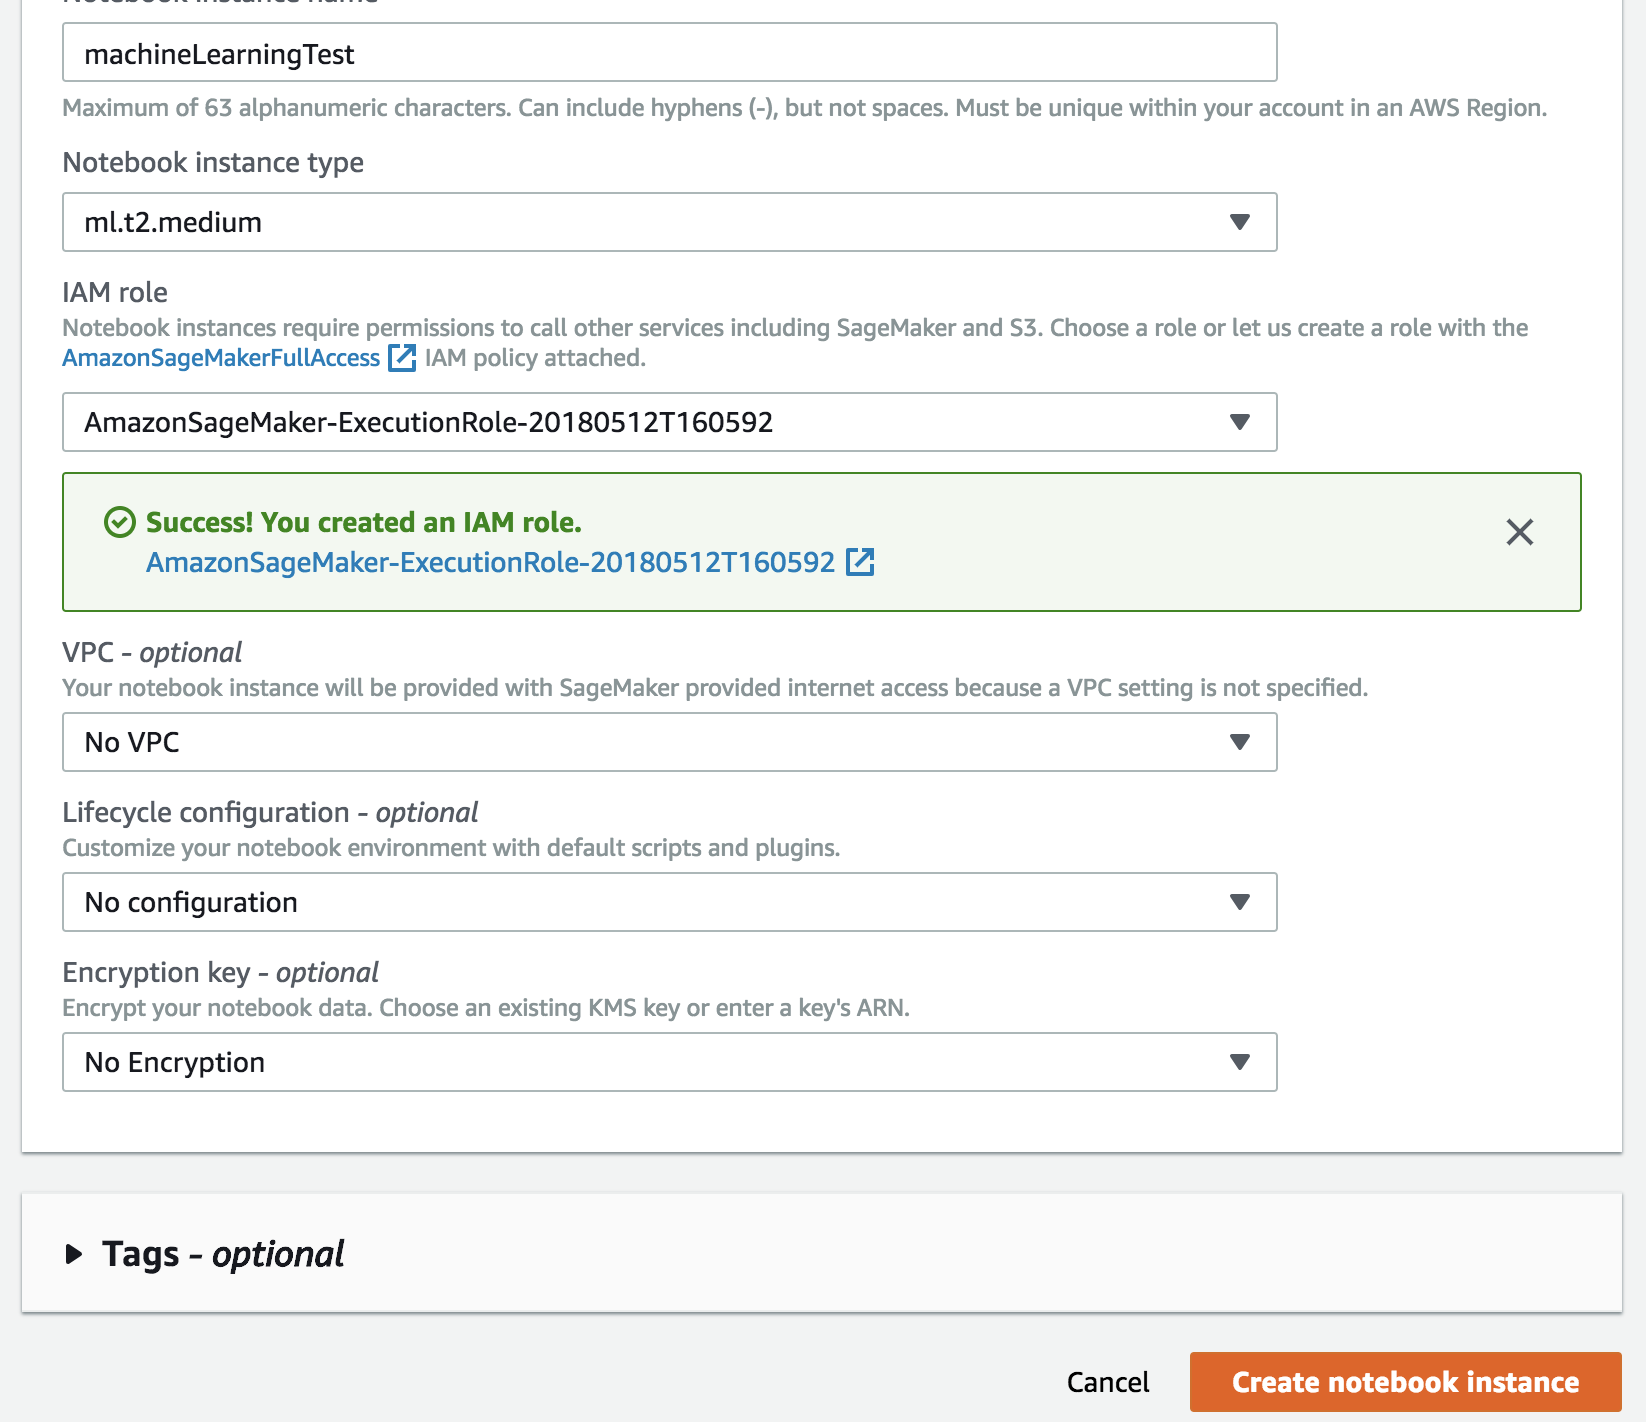 Notebook instance name
machineLearningTest
Maximum of 63 alphanumeric characters. Can include hyphens (-), but not spaces. Must be unique within your account in an AWS Region.
Notebook instance type
ml.t2.medium
IAM role
Notebook instances require permissions to call other services including SageMaker and S3. Choose a role or let us create a role with the
AmazonSageMakerFullAccess IAM policy attached.
AmazonSageMaker-ExecutionRole-20180512T160592
Success! You created an IAM role.
AmazonSageMaker-ExecutionRole-20180512T160592
VPC - optional
Your notebook instance will be provided with SageMaker provided internet access because a VPC setting is not specified.
No VPC
Lifecycle configuration - optional
Customize your notebook environment with default scripts and plugins.
No configuration
Encryption key - optional
Encrypt your notebook data. Choose an existing KMS key or enter a key's ARN.
No Encryption
Tags - optional
Cancel
Create notebook instance